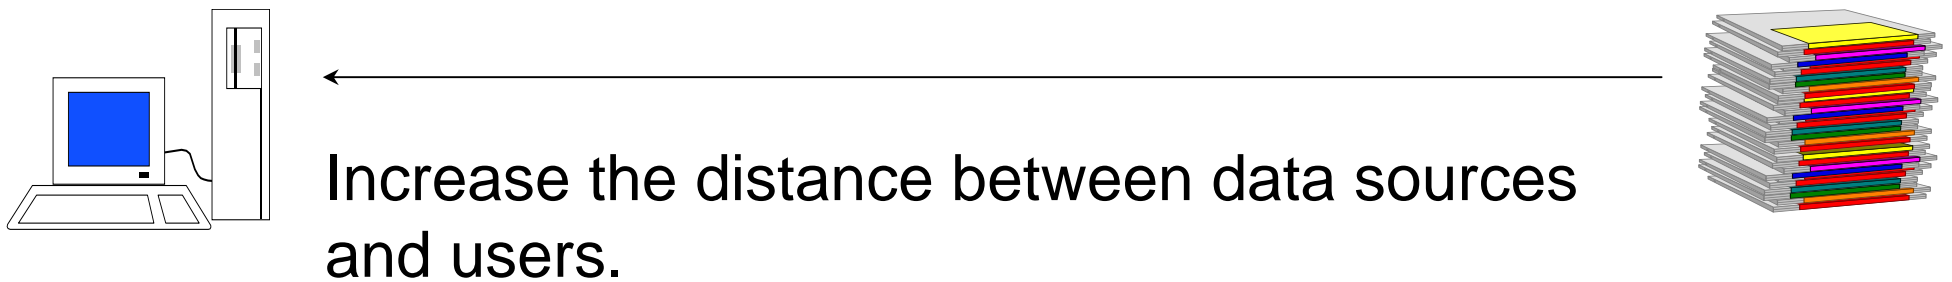 Increase the distance between data sources
and users.